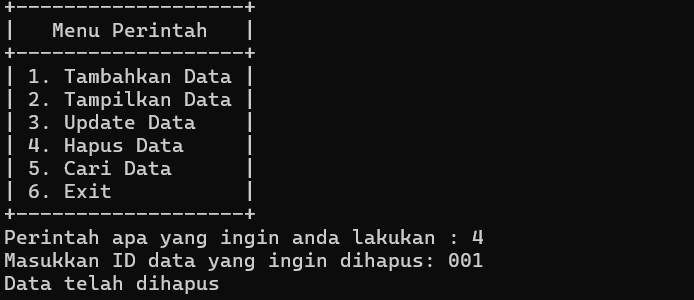 +-------------------+
|   Menu Perintah   |
+-------------------+
| 1. Tambahkan Data |
| 2. Tampilkan Data |
| 3. Update Data    |
| 4. Hapus Data     |
| 5. Cari Data      |
| 6. Exit           |
+-------------------+
Perintah apa yang ingin anda lakukan : 4
Masukkan ID data yang ingin dihapus: 001
Data telah dihapus